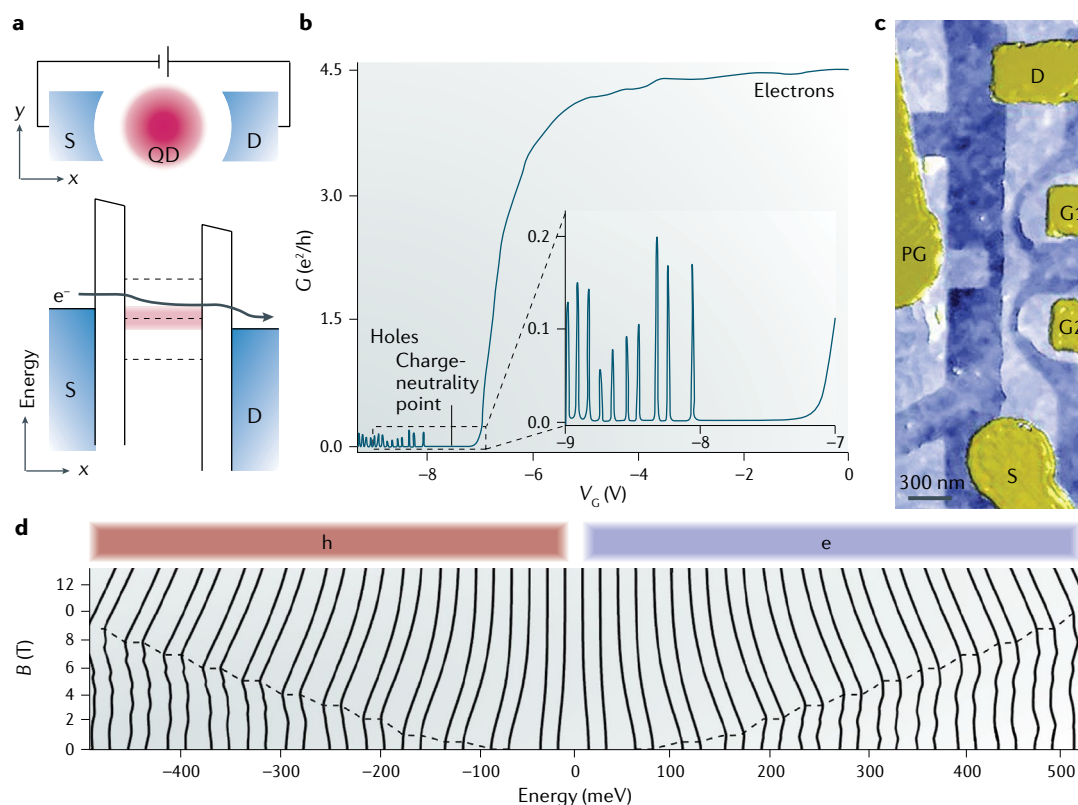 a
y
S
QD
D
x
e⁻
S
D
Energy
x
b
4.5
3.0
1.5
0.0
G (e²/h)
Electrons
Holes
Charge-
neutrality
point
0.2
0.1
0.0
−9
−8
−7
−8
−6
−4
−2
0
V_G (V)
c
D
G1
PG
G2
S
300 nm
d
h
e
12
0
8
6
4
2
0
B (T)
−400
−300
−200
−100
0
100
200
300
400
500
Energy (meV)